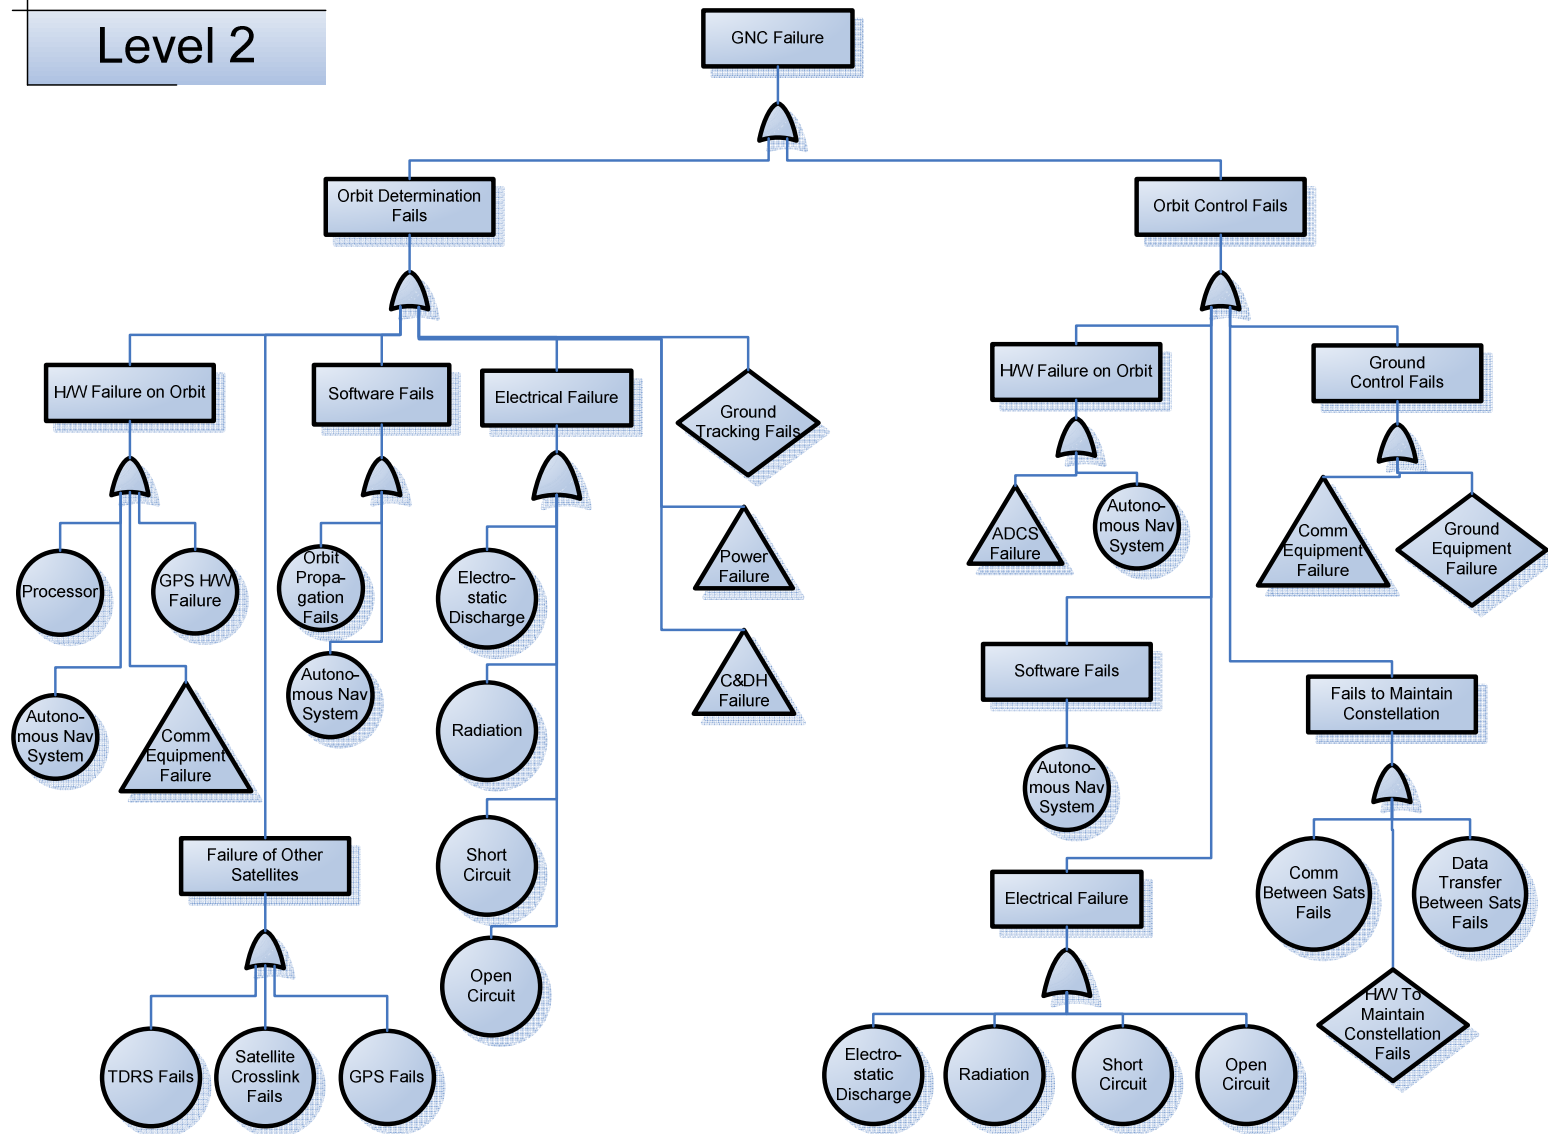 Level 2
GNC Failure
Orbit Determination
Fails
Orbit Control Fails
H/W Failure on Orbit
Software Fails
Electrical Failure
Ground
Tracking Fails
H/W Failure on Orbit
Ground
Control Fails
Processor
GPS H/W
Failure
Orbit
Propa-
gation
Fails
Electro-
static
Discharge
Power
Failure
ADCS
Failure
Autono-
mous Nav
System
Comm
Equipment
Failure
Ground
Equipment
Failure
Autono-
mous Nav
System
Comm
Equipment
Failure
Autono-
mous Nav
System
Radiation
C&DH
Failure
Software Fails
Fails to Maintain
Constellation
Autono-
mous Nav
System
Failure of Other
Satellites
Short
Circuit
Electrical Failure
Comm
Between Sats
Fails
Data
Transfer
Between Sats
Fails
Open
Circuit
H/W To
Maintain
Constellation
Fails
TDRS Fails
Satellite
Crosslink
Fails
GPS Fails
Electro-
static
Discharge
Radiation
Short
Circuit
Open
Circuit